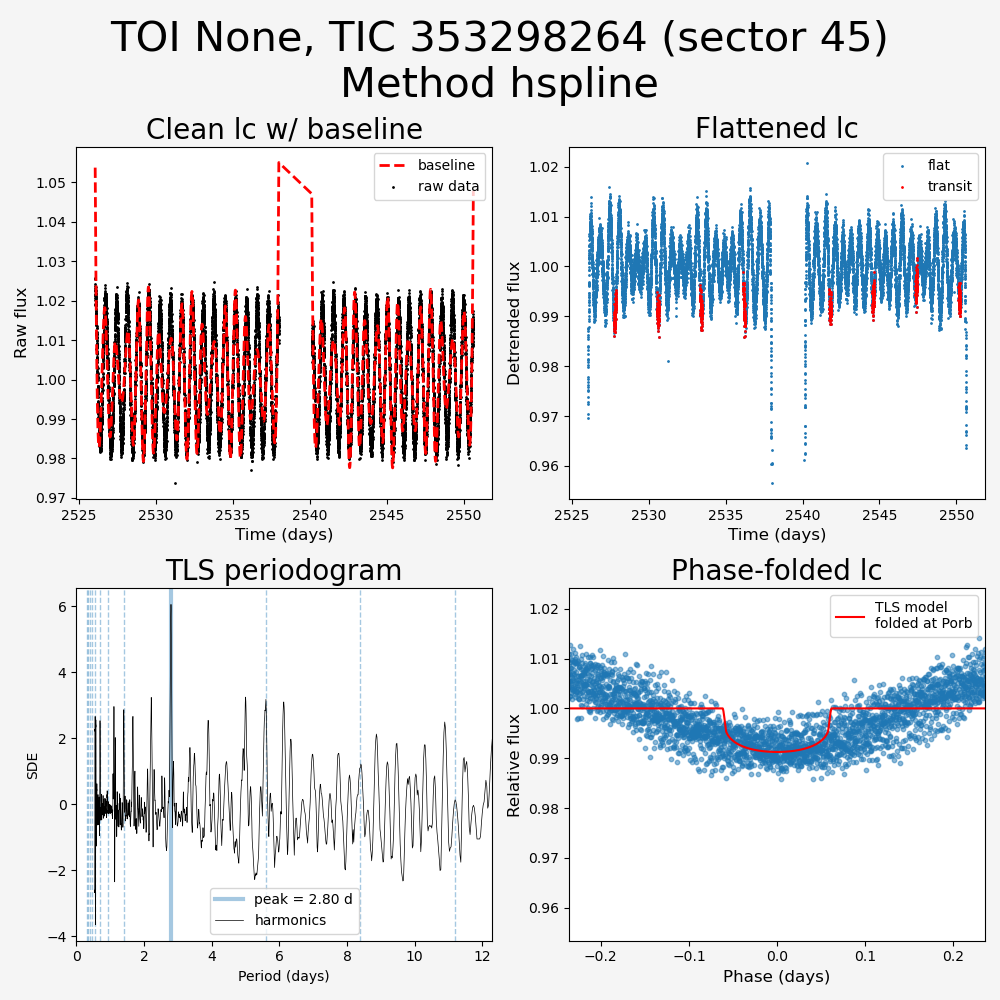 TOI None, TIC 353298264 (sector 45)
Method hspline
Clean lc w/ baseline
baseline
raw data
1.05
1.04
1.03
1.02
1.01
1.00
0.99
0.98
0.97
Raw flux
2525
2530
2535
2540
2545
2550
Time (days)
Flattened lc
flat
transit
1.02
1.01
1.00
0.99
0.98
0.97
0.96
Detrended flux
2525
2530
2535
2540
2545
2550
Time (days)
TLS periodogram
6
4
2
0
−2
−4
SDE
peak = 2.80 d
harmonics
0
2
4
6
8
10
12
Period (days)
Phase-folded lc
TLS model
folded at Porb
1.02
1.01
1.00
0.99
0.98
0.97
0.96
Relative flux
−0.2
−0.1
0.0
0.1
0.2
Phase (days)